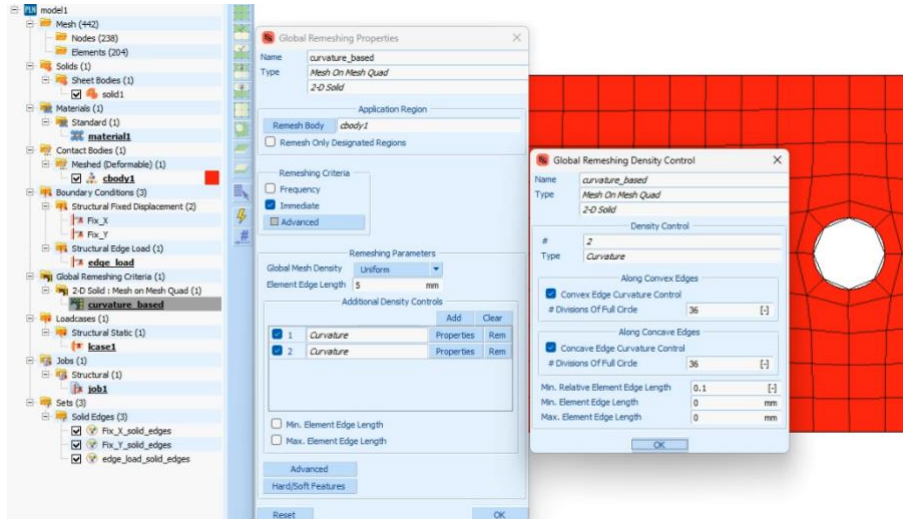 PLN model1
Mesh (442)
Nodes (238)
Elements (204)
Solids (1)
Sheet Bodies (1)
solid1
Materials (1)
Standard (1)
material1
Contact Bodies (1)
Meshed (Deformable) (1)
cbody1
Boundary Conditions (3)
Structural Fixed Displacement (2)
Fix_X
Fix_Y
Structural Edge Load (1)
edge_load
Global Remeshing Criteria (1)
2-D Solid : Mesh on Mesh Quad (1)
curvature_based
Loadcases (1)
Structural Static (1)
lcase1
Jobs (1)
Structural (1)
job1
Sets (3)
Solid Edges (3)
Fix_X_solid_edges
Fix_Y_solid_edges
edge_load_solid_edges
Global Remeshing Properties
Name curvature_based
Type Mesh On Mesh Quad
2-D Solid
Application Region
Remesh Body cbody1
Remesh Only Designated Regions
Remeshing Criteria
Frequency
Immediate
Advanced
Remeshing Parameters
Global Mesh Density Uniform
Element Edge Length 5 mm
Additional Density Controls
Add Clear
1 Curvature Properties Rem
2 Curvature Properties Rem
Min. Element Edge Length
Max. Element Edge Length
Advanced
Hard/Soft Features
Reset OK
Global Remeshing Density Control
Name curvature_based
Type Mesh On Mesh Quad
2-D Solid
Density Control
# 2
Type Curvature
Along Convex Edges
Convex Edge Curvature Control
# Divisions Of Full Circle 36 [-]
Along Concave Edges
Concave Edge Curvature Control
# Divisions Of Full Circle 36 [-]
Min. Relative Element Edge Length 0.1 [-]
Min. Element Edge Length 0 mm
Max. Element Edge Length 0 mm
OK